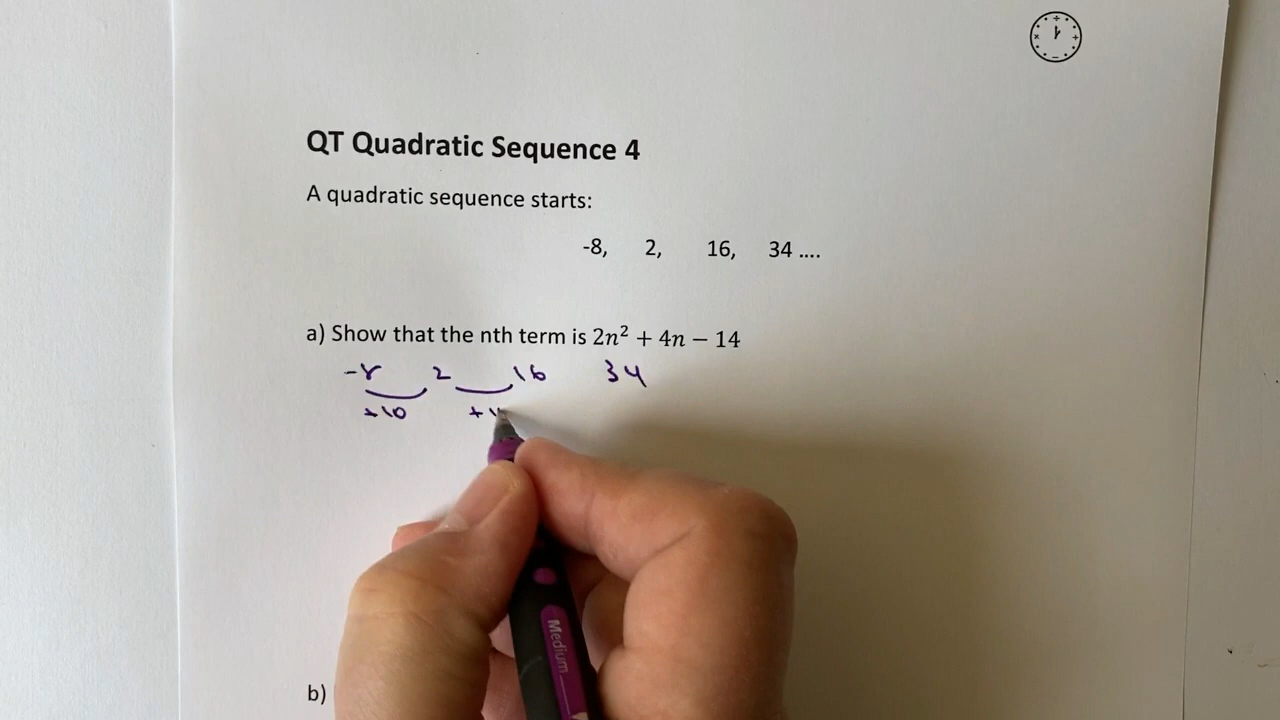 QT Quadratic Sequence 4
A quadratic sequence starts:
-8, 2, 16, 34 ....
a) Show that the nth term is 2n² + 4n − 14
-8 2 16 34
+10 +1
b)
Medium